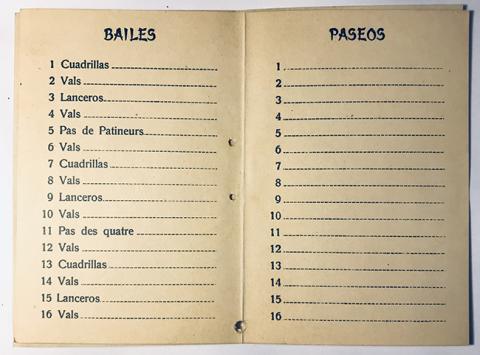 BAILES
1 Cuadrillas
2 Vals
3 Lanceros
4 Vals
5 Pas de Patineurs
6 Vals
7 Cuadrillas
8 Vals
9 Lanceros
10 Vals
11 Pas des quatre
12 Vals
13 Cuadrillas
14 Vals
15 Lanceros
16 Vals
PASEOS
1
2
3
4
5
6
7
8
9
10
11
12
13
14
15
16